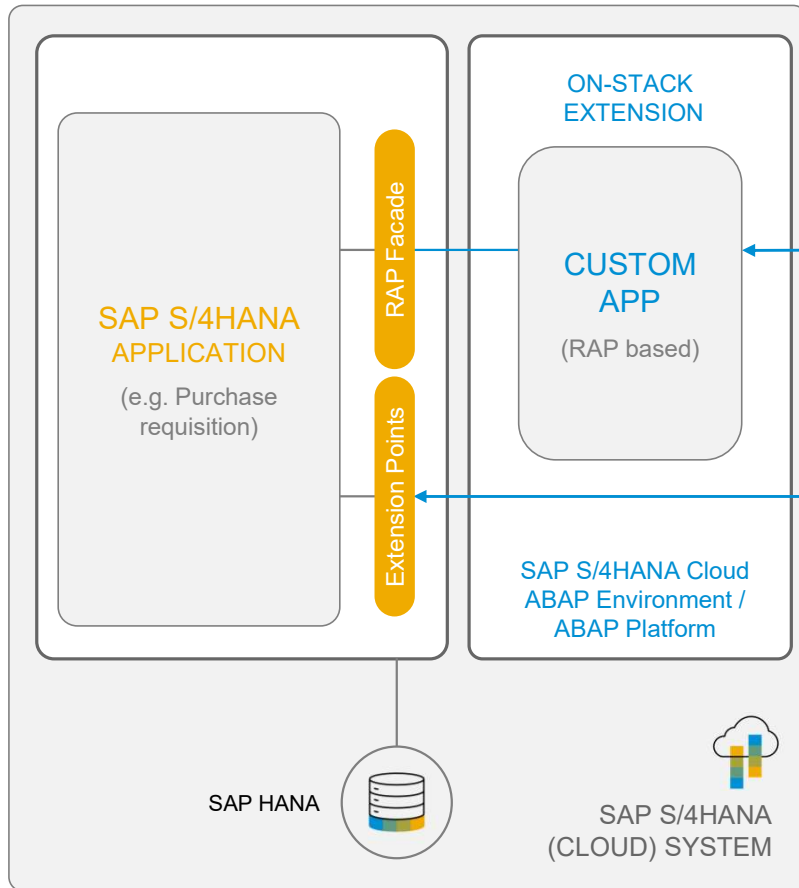 SAP S/4HANA
APPLICATION
(e.g. Purchase
requisition)
RAP Facade
Extension Points
ON-STACK
EXTENSION
CUSTOM
APP
(RAP based)
SAP S/4HANA Cloud
ABAP Environment /
ABAP Platform
SAP HANA
SAP S/4HANA
(CLOUD) SYSTEM